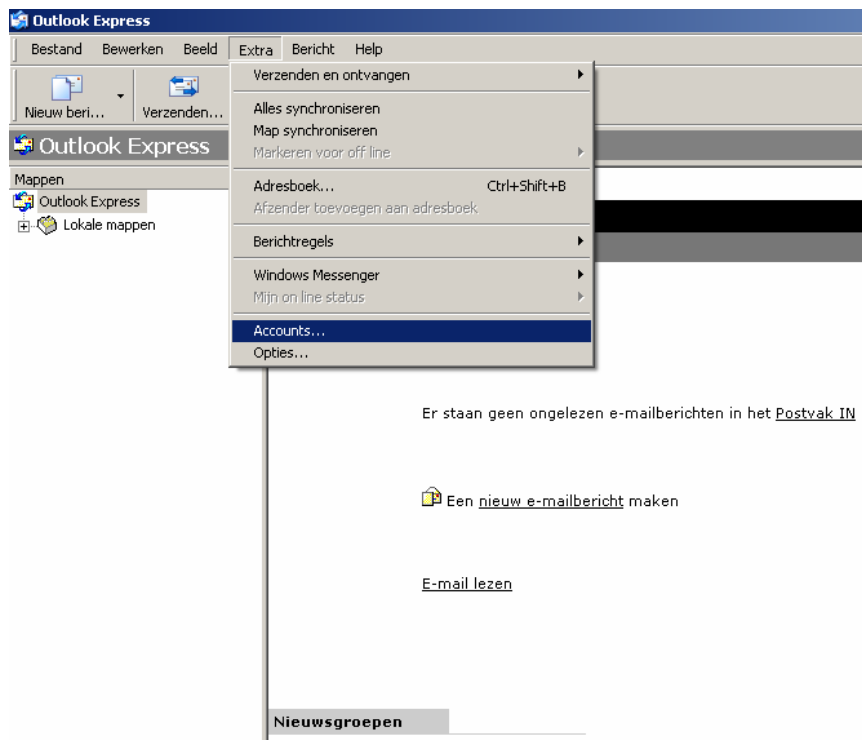 Outlook Express
Bestand Bewerken Beeld Extra Bericht Help
Nieuw beri... Verzenden...
Outlook Express
Mappen
Outlook Express
Lokale mappen
Verzenden en ontvangen
Alles synchroniseren
Map synchroniseren
Markeren voor off line
Adresboek... Ctrl+Shift+B
Afzender toevoegen aan adresboek
Berichtregels
Windows Messenger
Mijn on line status
Accounts...
Opties...
Er staan geen ongelezen e-mailberichten in het Postvak IN
Een nieuw e-mailbericht maken
E-mail lezen
Nieuwsgroepen